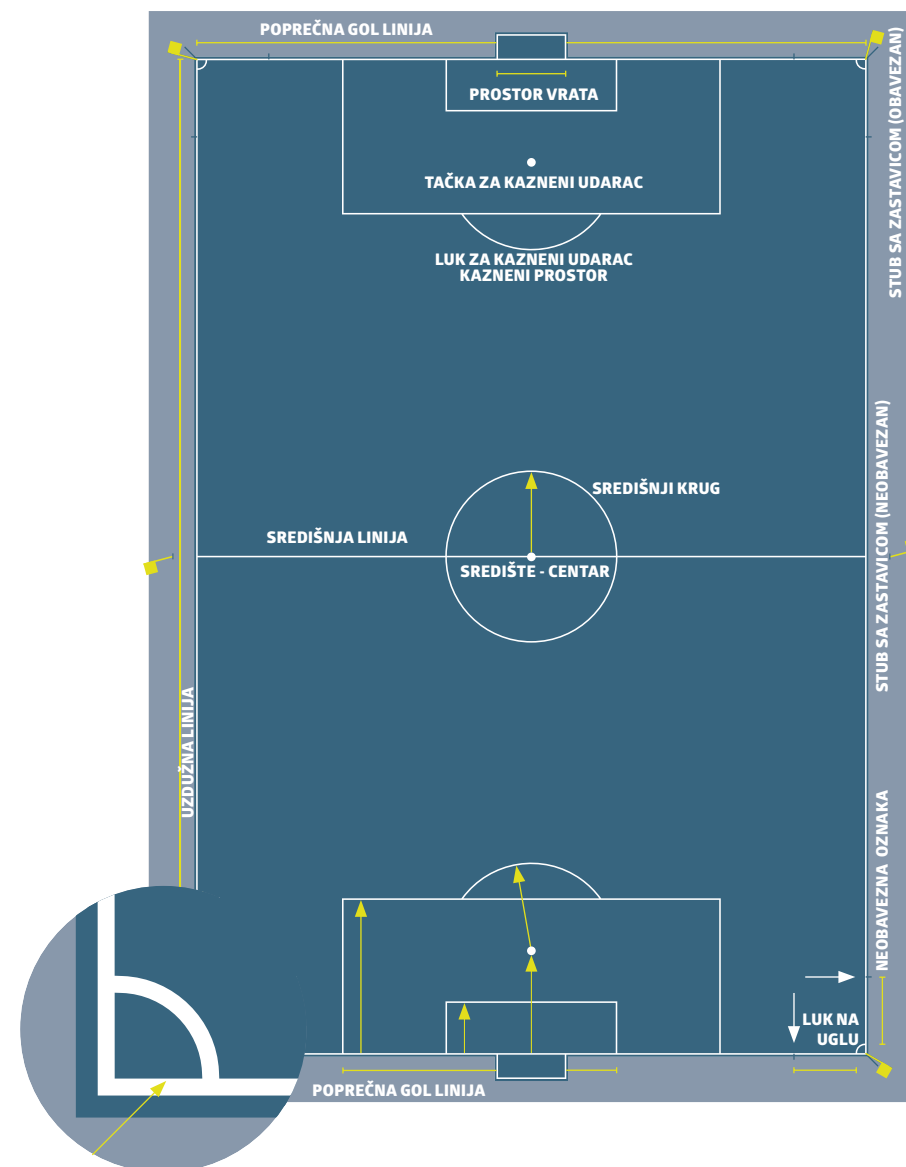 POPREČNA GOL LINIJA
STUB SA ZASTAVICOM (OBAVEZAN)
PROSTOR VRATA
TAČKA ZA KAZNENI UDARAC
LUK ZA KAZNENI UDARAC
KAZNENI PROSTOR
STUB SA ZASTAVICOM (NEOBAVEZAN)
SREDIŠNJI KRUG
SREDIŠNJA LINIJA
SREDIŠTE - CENTAR
UZDUŽNA LINIJA
NEOBAVEZNA OZNAKA
LUK NA
UGLU
POPREČNA GOL LINIJA